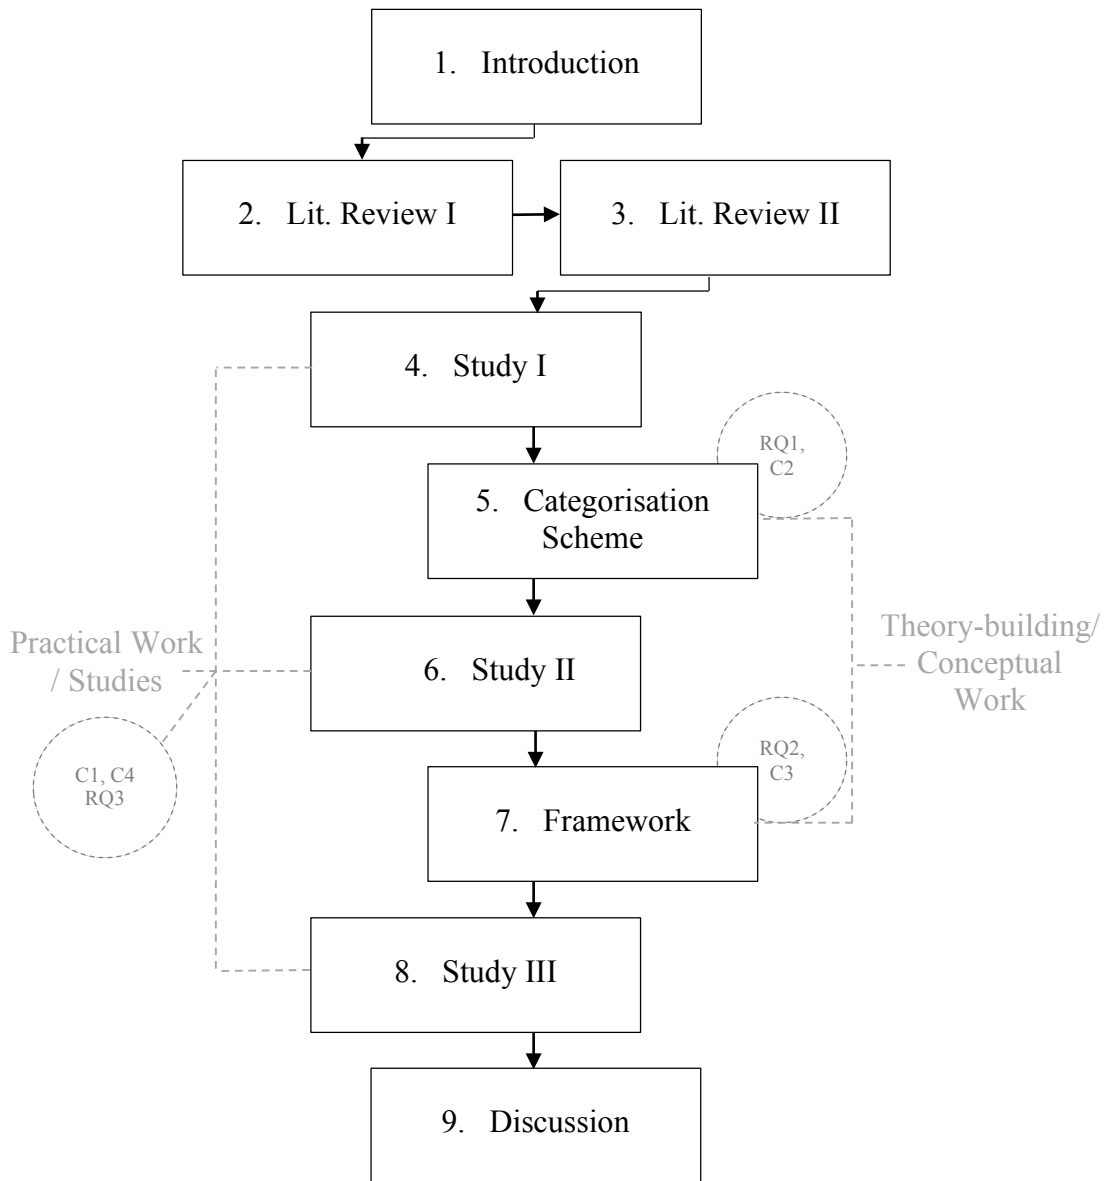 1. Introduction
2. Lit. Review I
3. Lit. Review II
4. Study I
RQ1,
C2
5. Categorisation
Scheme
Practical Work
/ Studies
6. Study II
Theory-building/
Conceptual
Work
C1, C4
RQ3
RQ2,
C3
7. Framework
8. Study III
9. Discussion